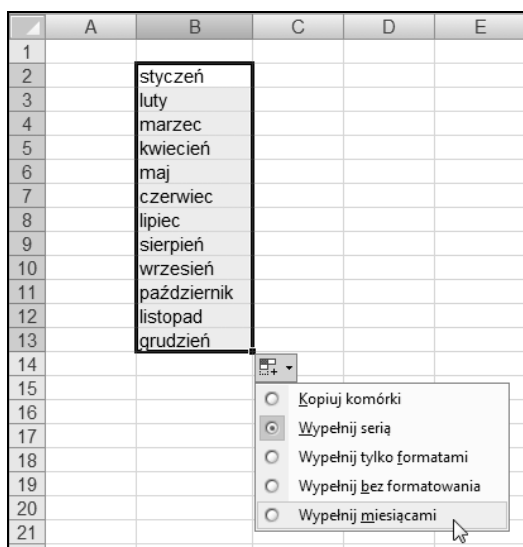 A B C D E
1
2 styczeń
3 luty
4 marzec
5 kwiecień
6 maj
7 czerwiec
8 lipiec
9 sierpień
10 wrzesień
11 październik
12 listopad
13 grudzień
14
15
16
17
18
19
20
21
Kopiuj komórki
Wypełnij serią
Wypełnij tylko formatami
Wypełnij bez formatowania
Wypełnij miesiącami